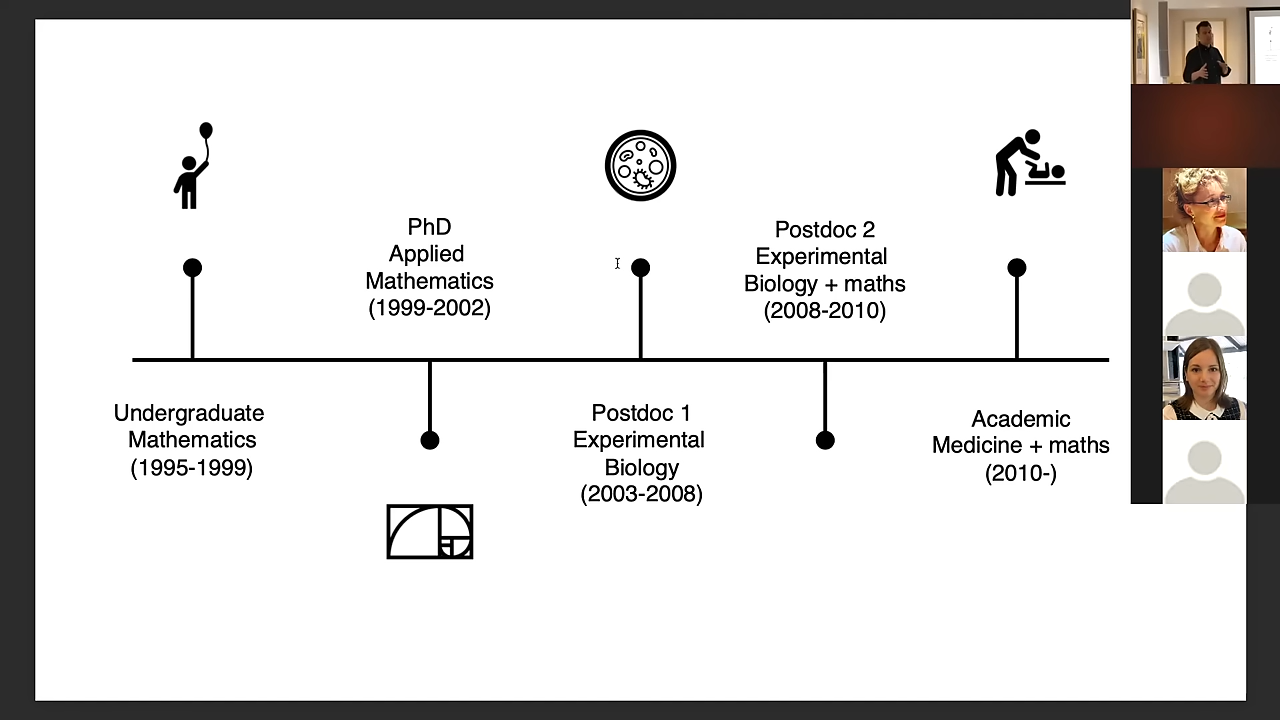 PhD
Applied
Mathematics
(1999-2002)
Postdoc 2
Experimental
Biology + maths
(2008-2010)
Undergraduate
Mathematics
(1995-1999)
Postdoc 1
Experimental
Biology
(2003-2008)
Academic
Medicine + maths
(2010-)